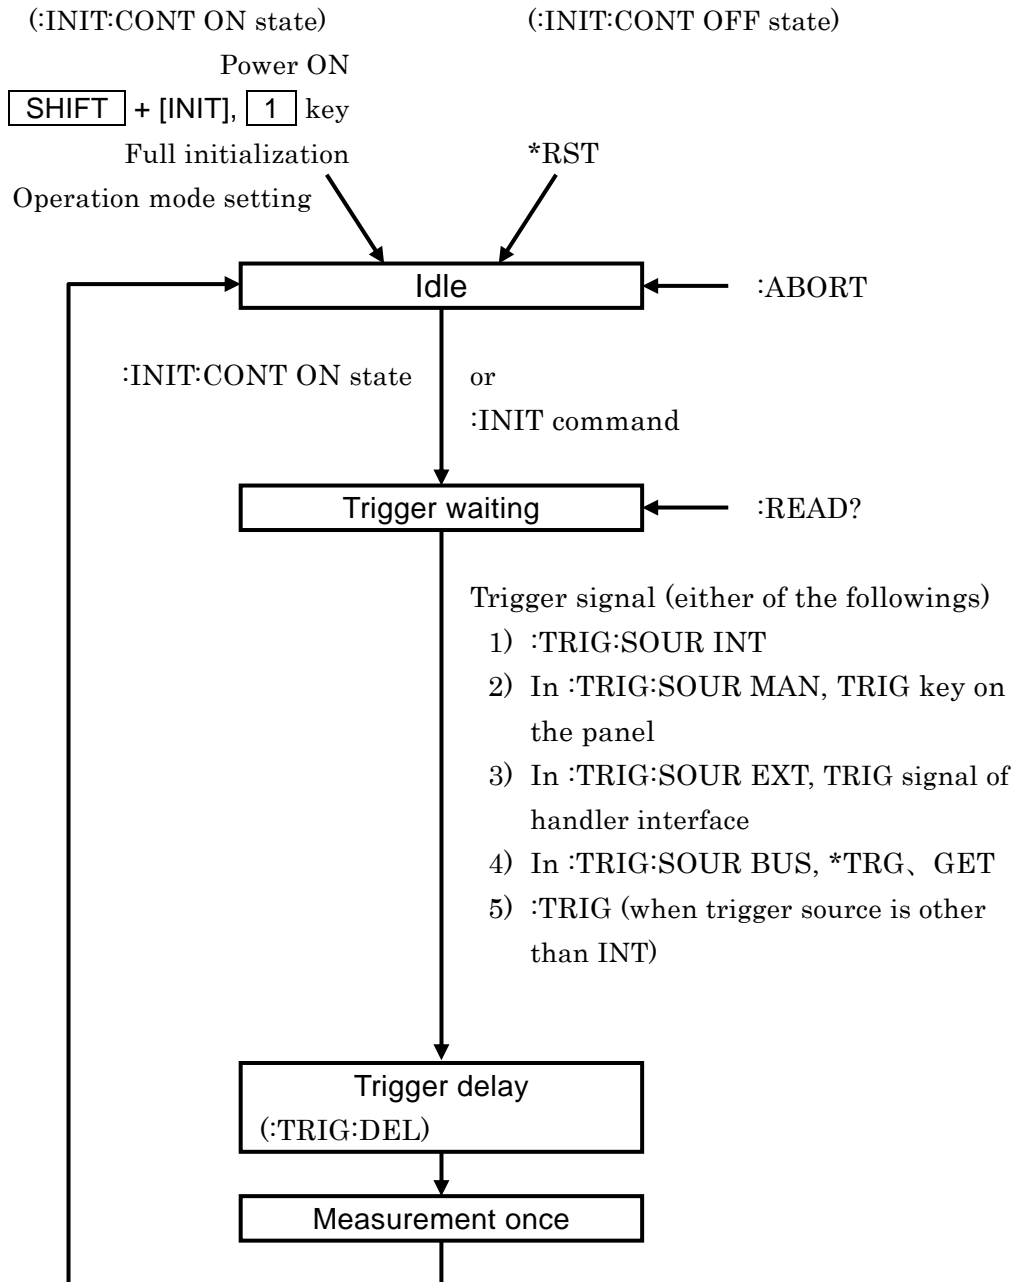 (:INIT:CONT ON state)
(:INIT:CONT OFF state)
Power ON
SHIFT + [INIT], 1 key
Full initialization
*RST
Operation mode setting
Idle
:ABORT
:INIT:CONT ON state
or
:INIT command
Trigger waiting
:READ?
Trigger signal (either of the followings)
1) :TRIG:SOUR INT
2) In :TRIG:SOUR MAN, TRIG key on
the panel
3) In :TRIG:SOUR EXT, TRIG signal of
handler interface
4) In :TRIG:SOUR BUS, *TRG、GET
5) :TRIG (when trigger source is other
than INT)
Trigger delay
(:TRIG:DEL)
Measurement once